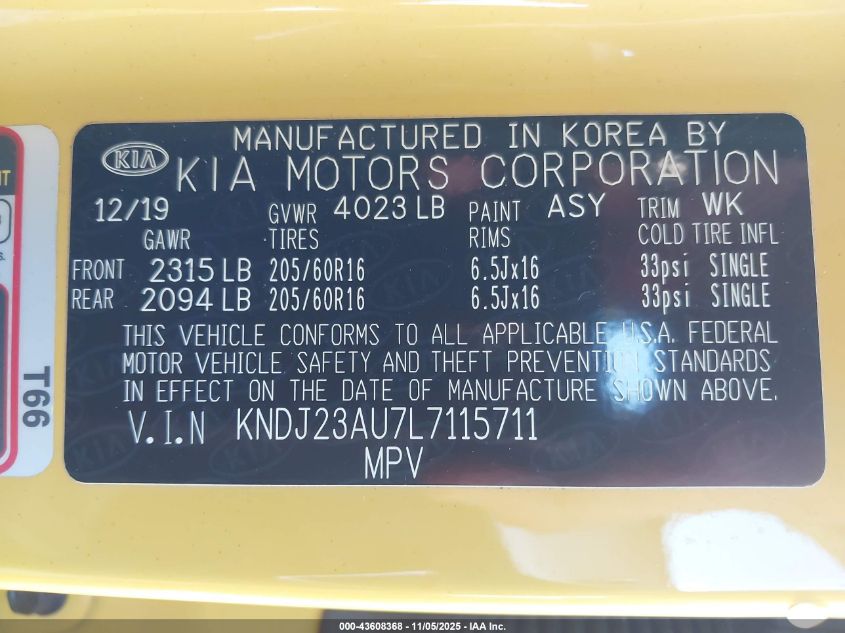 MANUFACTURED IN KOREA BY
KIA KIA MOTORS CORPORATION
12/19 GVWR 4023 LB PAINT ASY TRIM WK
GAWR TIRES RIMS COLD TIRE INFL
FRONT 2315 LB 205/60R16 6.5Jx16 33psi SINGLE
REAR 2094 LB 205/60R16 6.5Jx16 33psi SINGLE
THIS VEHICLE CONFORMS TO ALL APPLICABLE U.S.A. FEDERAL
MOTOR VEHICLE SAFETY AND THEFT PREVENTION STANDARDS
IN EFFECT ON THE DATE OF MANUFACTURE SHOWN ABOVE.
V.I.N KNDJ23AU7L7115711
MPV
T66
000-43608368 - 11/05/2025 - IAA Inc.